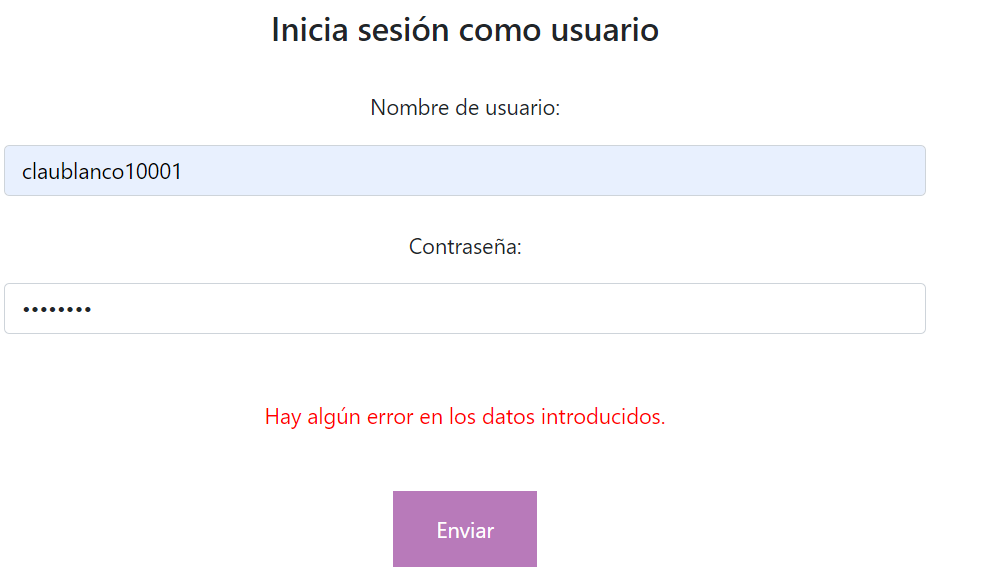 Inicia sesión como usuario
Nombre de usuario:
claublanco10001
Contraseña:
••••••••
Hay algún error en los datos introducidos.
Enviar